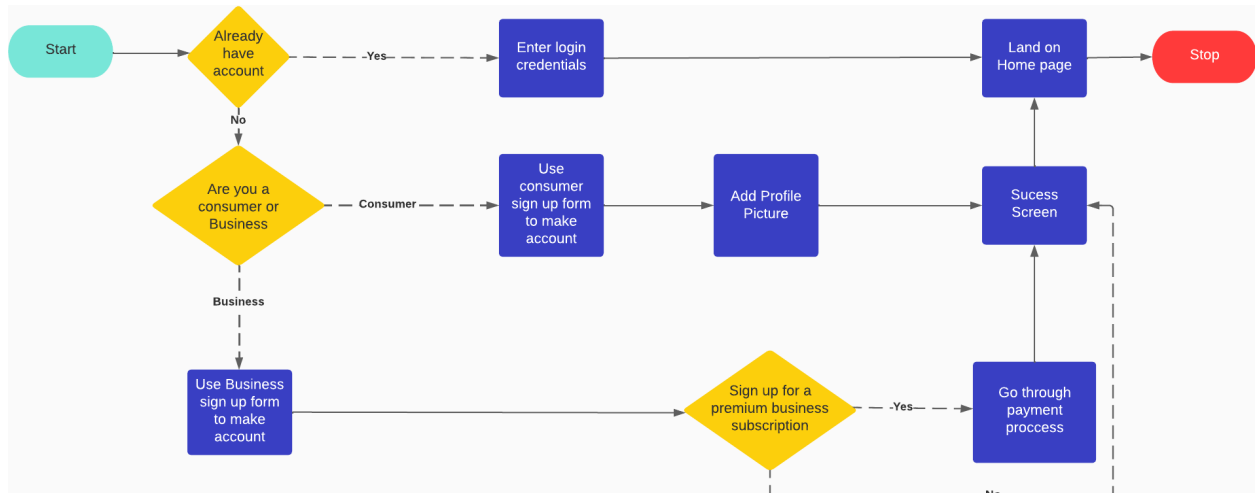 Start
Already
have
account
Yes
Enter login
credentials
Land on
Home page
Stop
No
Are you a
consumer or
Business
Consumer
Use
consumer
sign up form
to make
account
Add Profile
Picture
Sucess
Screen
Business
Use Business
sign up form
to make
account
Sign up for a
premium business
subscription
Yes
Go through
payment
proccess
No